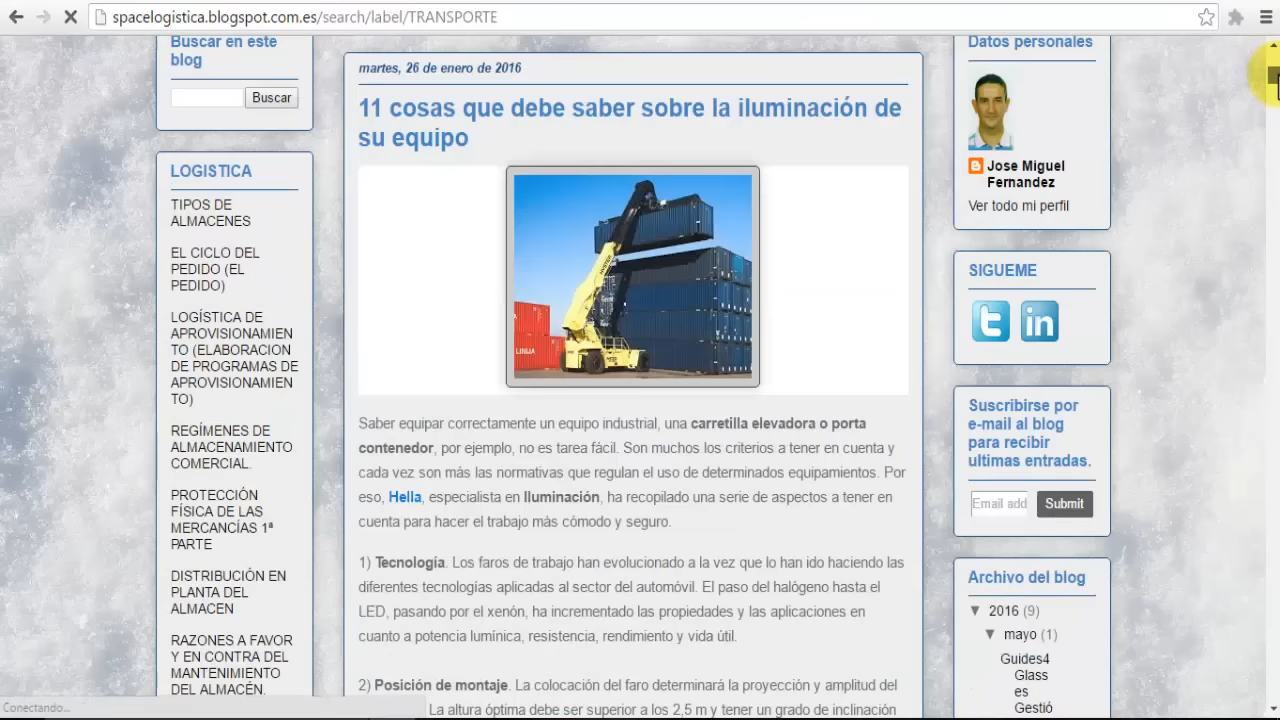 spacelogistica.blogspot.com.es/search/label/TRANSPORTE
Buscar en este
blog
Buscar
LOGISTICA
TIPOS DE
ALMACENES
EL CICLO DEL
PEDIDO (EL
PEDIDO)
LOGÍSTICA DE
APROVISIONAMIEN
TO (ELABORACION
DE PROGRAMAS DE
APROVISIONAMIEN
TO)
REGÍMENES DE
ALMACENAMIENTO
COMERCIAL.
PROTECCIÓN
FÍSICA DE LAS
MERCANCÍAS 1ª
PARTE
DISTRIBUCIÓN EN
PLANTA DEL
ALMACEN
RAZONES A FAVOR
Y EN CONTRA DEL
MANTENIMIENTO
DEL ALMACÉN.
Conectando...
martes, 26 de enero de 2016
11 cosas que debe saber sobre la iluminación de
su equipo
LINIJA
Saber equipar correctamente un equipo industrial, una carretilla elevadora o porta
contenedor, por ejemplo, no es tarea fácil. Son muchos los criterios a tener en cuenta y
cada vez son más las normativas que regulan el uso de determinados equipamientos. Por
eso, Hella, especialista en Iluminación, ha recopilado una serie de aspectos a tener en
cuenta para hacer el trabajo más cómodo y seguro.
1) Tecnología. Los faros de trabajo han evolucionado a la vez que lo han ido haciendo las
diferentes tecnologías aplicadas al sector del automóvil. El paso del halógeno hasta el
LED, pasando por el xenón, ha incrementado las propiedades y las aplicaciones en
cuanto a potencia lumínica, resistencia, rendimiento y vida útil.
2) Posición de montaje. La colocación del faro determinará la proyección y amplitud del
La altura óptima debe ser superior a los 2,5 m y tener un grado de inclinación
Datos personales
Jose Miguel
Fernandez
Ver todo mi perfil
SIGUEME
t in
Suscribirse por
e-mail al blog
para recibir
ultimas entradas.
Email add Submit
Archivo del blog
▼ 2016 (9)
▼ mayo (1)
Guides4
Glass
es
Gestió